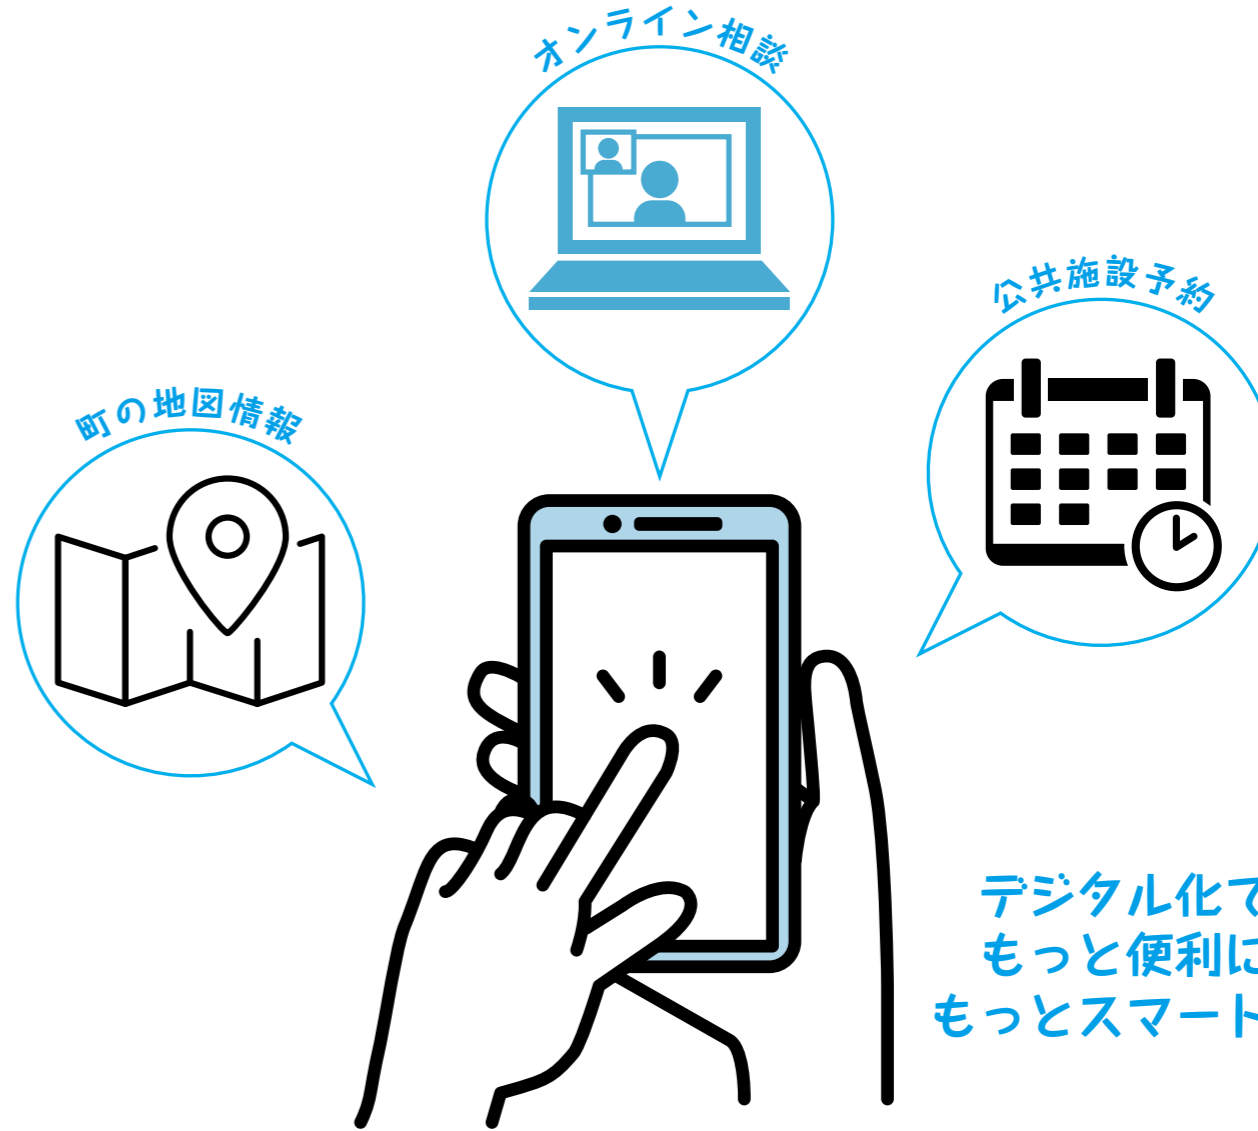 オンライン相談
公共施設予約
町の地図情報
デジタル化で
もっと便利に
もっとスマート